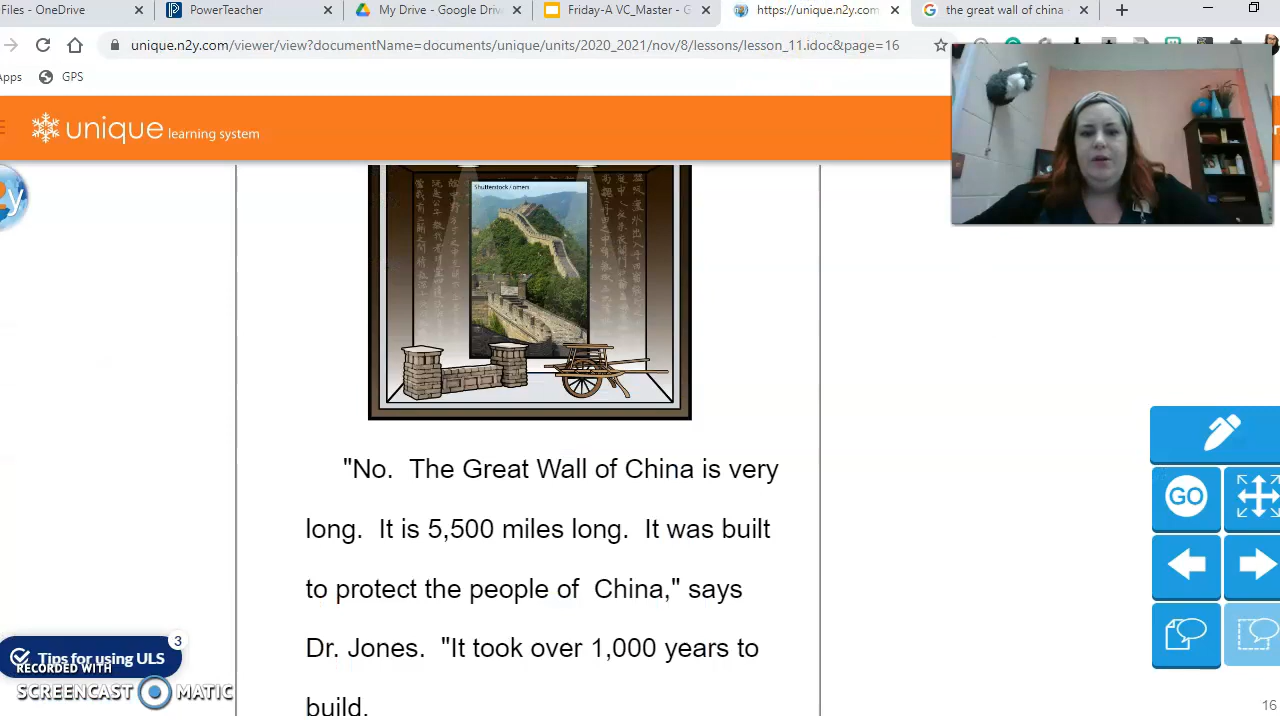 Files - OneDrive
PowerTeacher
My Drive - Google Driv
Friday-A VC_Master - G
https://unique.n2y.com/
the great wall of china
unique.n2y.com/viewer/view?documentName=documents/unique/units/2020_2021/nov/8/lessons/lesson_11.idoc&page=16
pps
GPS
unique learning system
Shutterstock / omers
"No. The Great Wall of China is very
long. It is 5,500 miles long. It was built
to protect the people of China," says
Dr. Jones. "It took over 1,000 years to
build.
GO
3
Tips for using ULS
RECORDED WITH
SCREENCAST MATIC
16